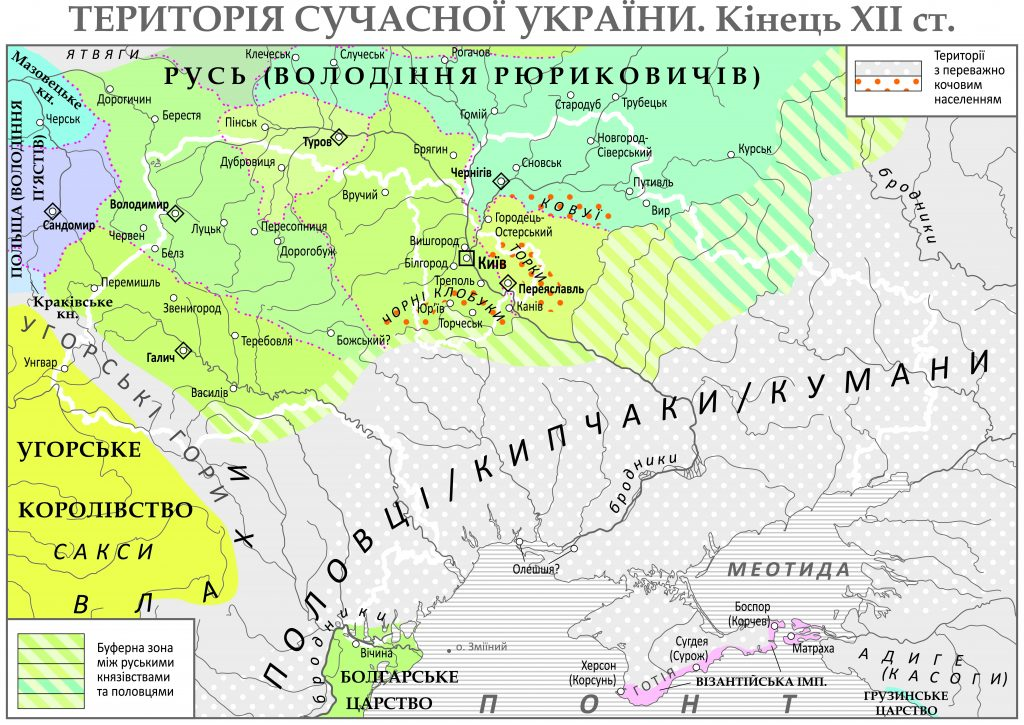 ТЕРИТОРІЯ СУЧАСНОЇ УКРАЇНИ. Кінець XII ст.
ЯТВЯГИ
Клеческ
Случеськ
Рогачов
РУСЬ (ВОЛОДІННЯ РЮРИКОВИЧІВ)
Території
з переважно
кочовим
населенням
Мазовецьке
кн.
Дорогичин
Черськ
Берестя
Пінськ
Туров
Гомій
Стародуб
Трубецьк
Новгород-
Сіверський
Курськ
ПОЛЬЩА (ВОЛОДІННЯ
П'ЯСТІВ)
Дубровиця
Брягин
Чернігів
Сновськ
Путивль
Вир
бродники
Сандомир
Володимир
Вручий
КОВУЇ
Городець-
Остерський
Червен
Луцьк
Пересопниця
Дорогобуж
Белз
Вишгород
Київ
Білгород
ТОРКИ
Треполь
Переяславль
Перемишль
Краківське
кн.
Звенигород
ЧОРНІ КЛОБУКИ
Юр'їв
Канів
Торчеськ
Теребовля
Божський?
Галич
Унгвар
Василів
УГОРСЬКІ ГОРИ
УГОРСЬКЕ
КОРОЛІВСТВО
САКСИ
ВЛАХИ
ПОЛОВЦІ/КИПЧАКИ/КУМАНИ
бродники
Олешшя?
МЕОТИДА
Буферна зона
між руськими
князівствами
та половцями
бродники
Вічина
БОЛГАРСЬКЕ
ЦАРСТВО
о. Зміїний
Боспор
(Корчев)
Матраха
Сугдея
(Сурож)
Херсон
(Корсунь)
ГОТІЯ
ВІЗАНТІЙСЬКА ІМП.
АДИГЕ
(КАСОГИ)
ГРУЗИНСЬКЕ
ЦАРСТВО
ПОНТ